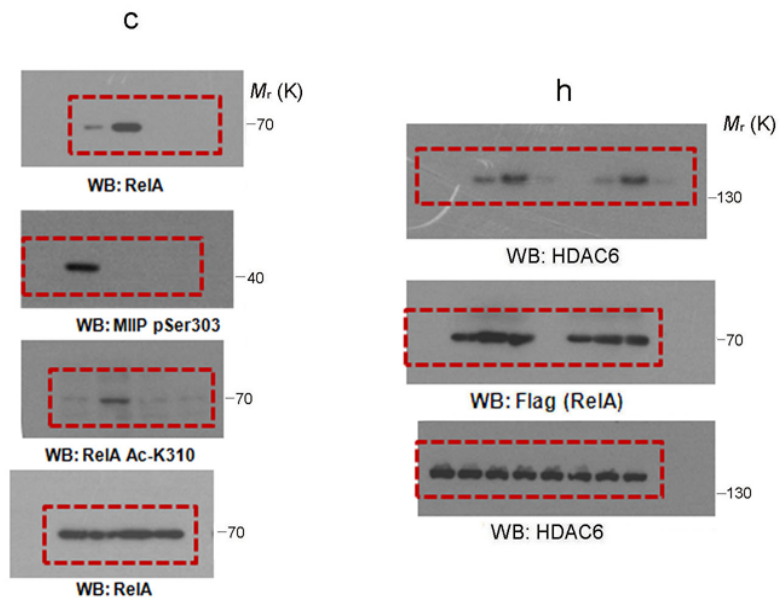 c
Mr (K)
–70
WB: RelA
–40
WB: MIIP pSer303
–70
WB: RelA Ac-K310
–70
WB: RelA
h
Mr (K)
–130
WB: HDAC6
–70
WB: Flag (RelA)
–130
WB: HDAC6